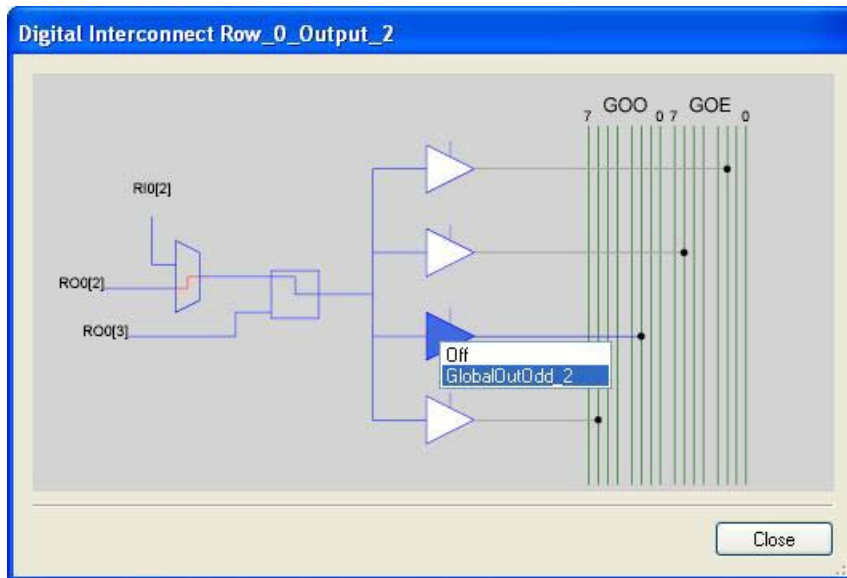 Digital Interconnect Row_0_Output_2
7 GOO 0 7 GOE 0
RI0[2]
RO0[2]
RO0[3]
Off
GlobalOutOdd_2
Close